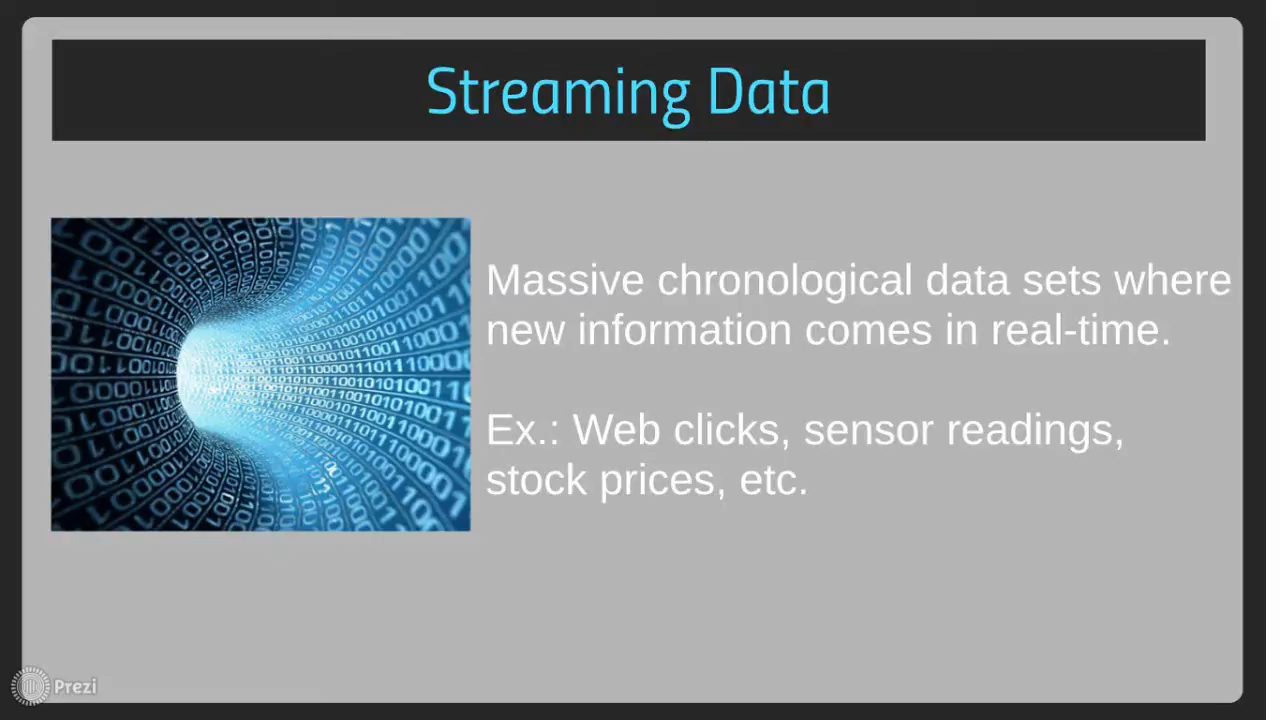 Streaming Data
Massive chronological data sets where
new information comes in real-time.
Ex.: Web clicks, sensor readings,
stock prices, etc.
Prezi